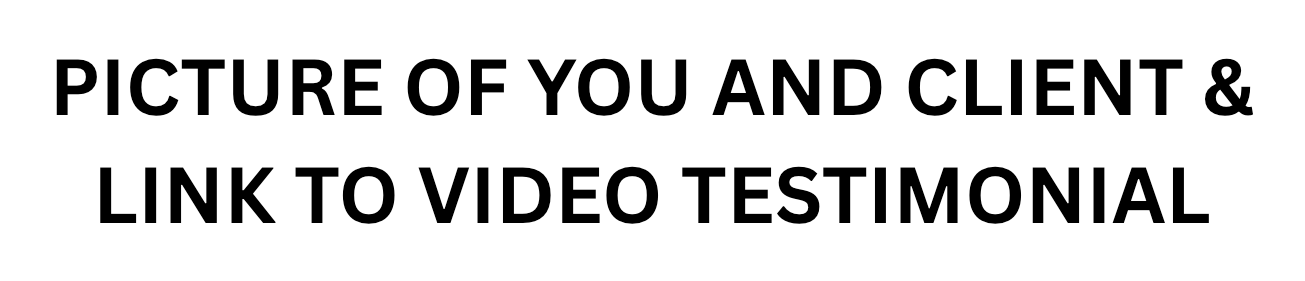 PICTURE OF YOU AND CLIENT &
LINK TO VIDEO TESTIMONIAL